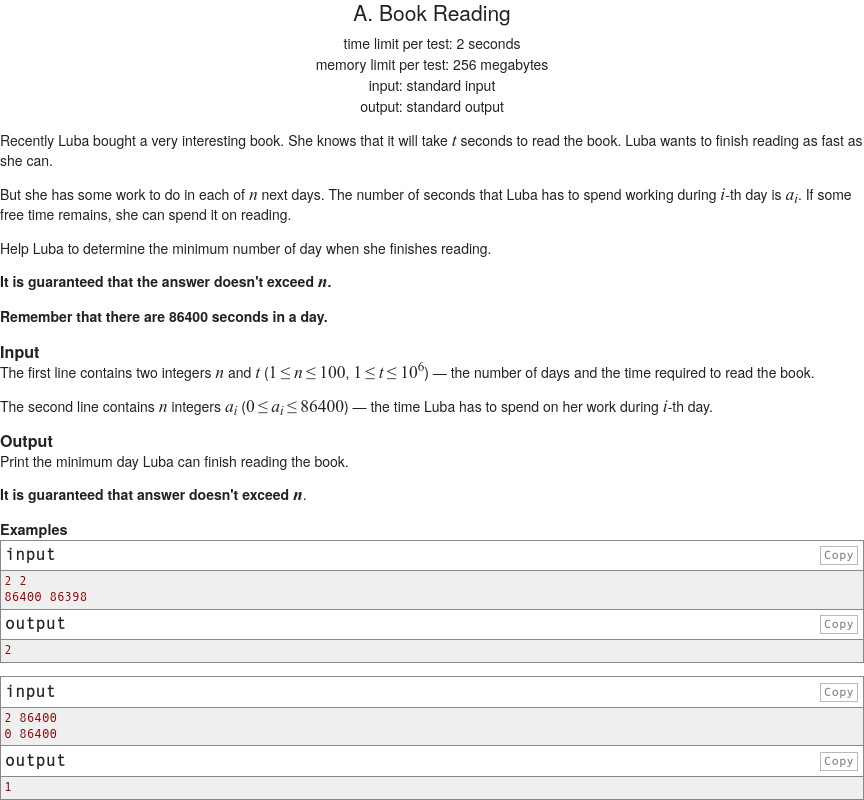 A. Book Reading
time limit per test: 2 seconds
memory limit per test: 256 megabytes
input: standard input
output: standard output
Recently Luba bought a very interesting book. She knows that it will take t seconds to read the book. Luba wants to finish reading as fast as
she can.
But she has some work to do in each of n next days. The number of seconds that Luba has to spend working during i-th day is a_i. If some
free time remains, she can spend it on reading.
Help Luba to determine the minimum number of day when she finishes reading.
It is guaranteed that the answer doesn't exceed n.
Remember that there are 86400 seconds in a day.
Input
The first line contains two integers n and t (1 ≤ n ≤ 100, 1 ≤ t ≤ 10^6) — the number of days and the time required to read the book.
The second line contains n integers a_i (0 ≤ a_i ≤ 86400) — the time Luba has to spend on her work during i-th day.
Output
Print the minimum day Luba can finish reading the book.
It is guaranteed that answer doesn't exceed n.
Examples
input Copy
2 2
86400 86398
output Copy
2
input Copy
2 86400
0 86400
output Copy
1